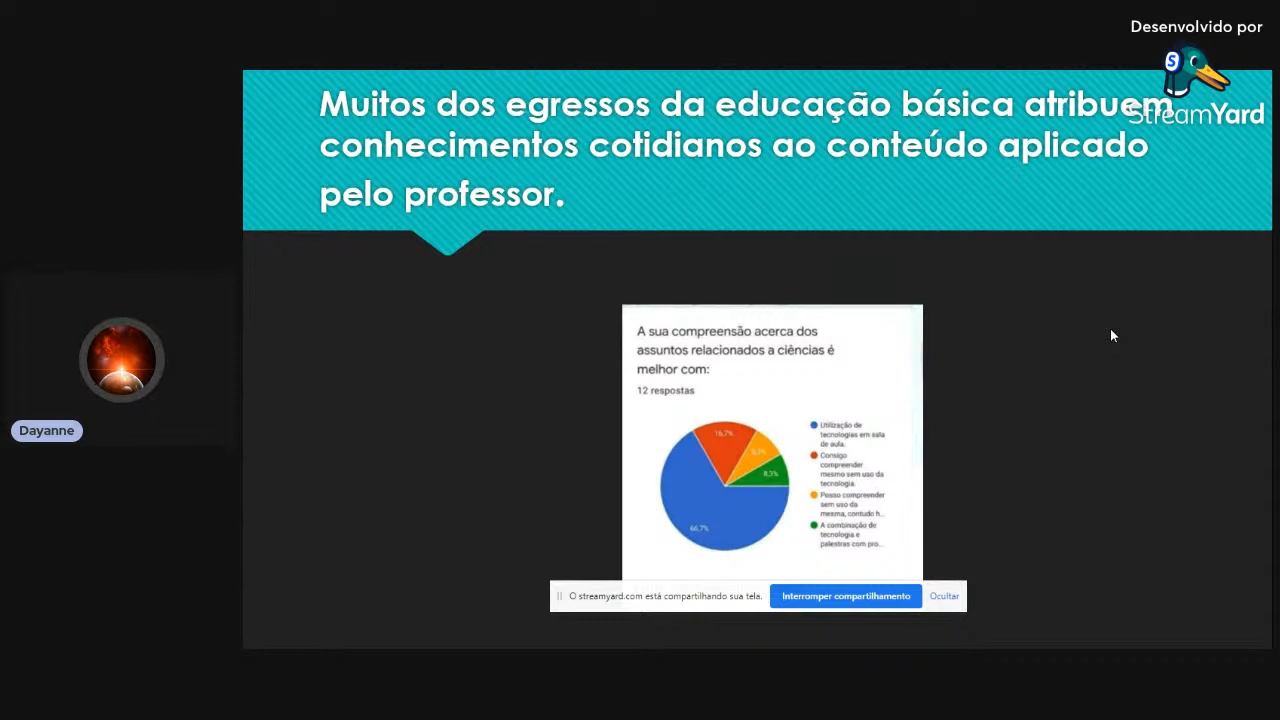 Desenvolvido por
StreamYard
Muitos dos egressos da educação básica atribuem
conhecimentos cotidianos ao conteúdo aplicado
pelo professor.
Dayanne
A sua compreensão acerca dos
assuntos relacionados a ciências é
melhor com:
12 respostas
16,7%
8,3%
8,3%
66,7%
Utilização de
tecnologias em sala
de aula.
Consigo
compreender
mesmo sem uso da
tecnologia.
Posso compreender
sem uso da
mesma, contudo h...
A combinação de
tecnologia e
palestras com pro...
O streamyard.com está compartilhando sua tela.
Interromper compartilhamento
Ocultar